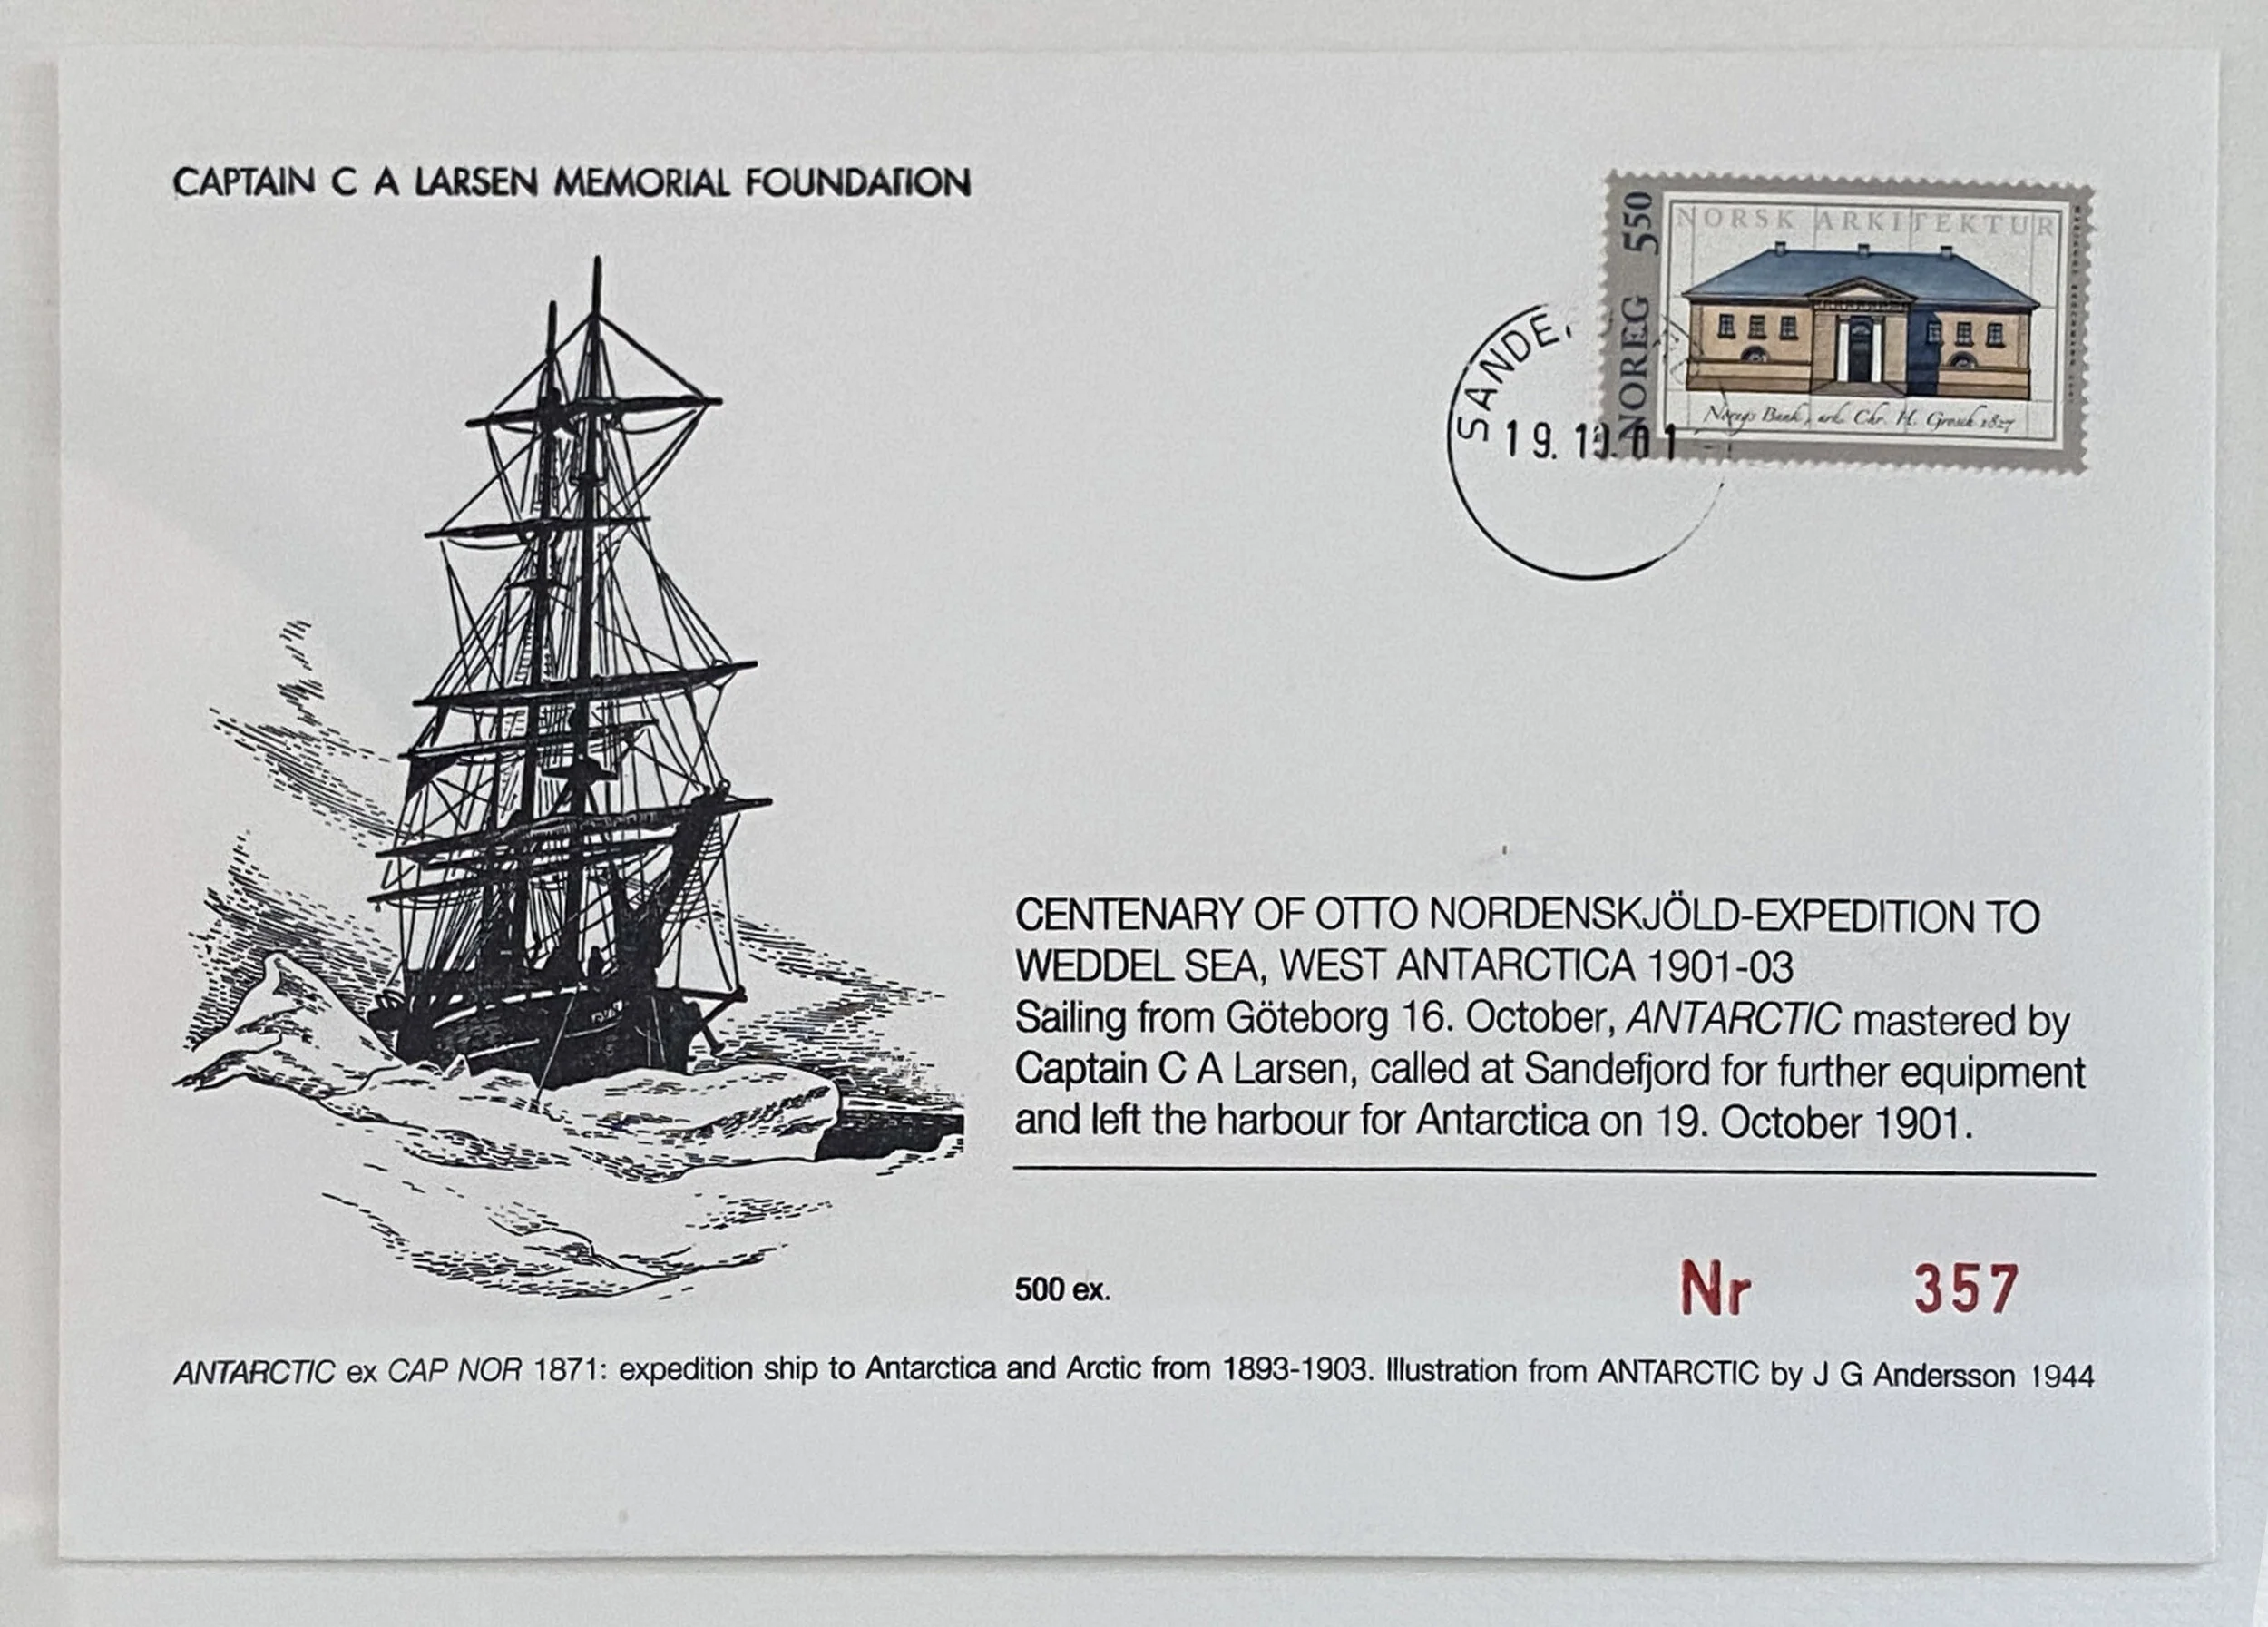 CAPTAIN C A LARSEN MEMORIAL FOUNDATION
NORSK ARKITEKTUR
NOREG 550
Noregs Bank, ark. Chr. H. Grosch 1827
SANDE
19.10.01
CENTENARY OF OTTO NORDENSKJÖLD-EXPEDITION TO
WEDDEL SEA, WEST ANTARCTICA 1901-03
Sailing from Göteborg 16. October, ANTARCTIC mastered by
Captain C A Larsen, called at Sandefjord for further equipment
and left the harbour for Antarctica on 19. October 1901.
500 ex.
Nr 357
ANTARCTIC ex CAP NOR 1871: expedition ship to Antarctica and Arctic from 1893-1903. Illustration from ANTARCTIC by J G Andersson 1944